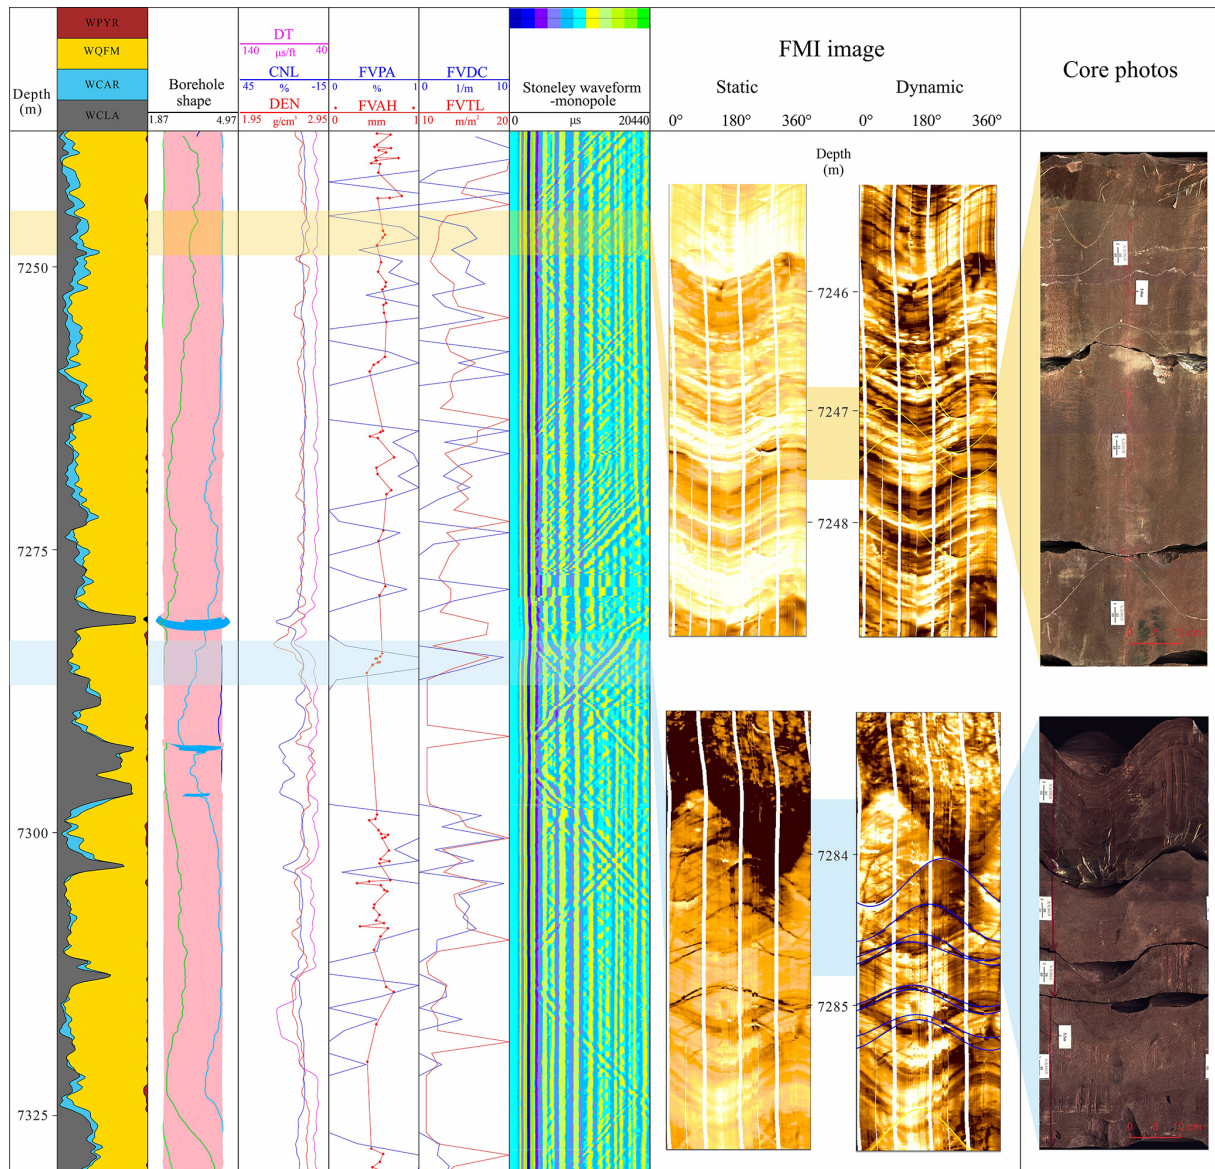 Depth
(m)
WPYR
WQFM
WCAR
WCLA
Borehole
shape
1.87 4.97
DT
140 μs/ft 40
CNL
45 % -15
DEN
1.95 g/cm³ 2.95
FVPA
0 % 1
FVAH
0 mm 1
FVDC
0 1/m 10
FVTL
10 m/m² 20
Stoneley waveform
-monopole
0 μs 20440
FMI image
Static Dynamic
0° 180° 360° 0° 180° 360°
Core photos
Depth
(m)
7250
7275
7300
7325
7246
7247
7248
7284
7285